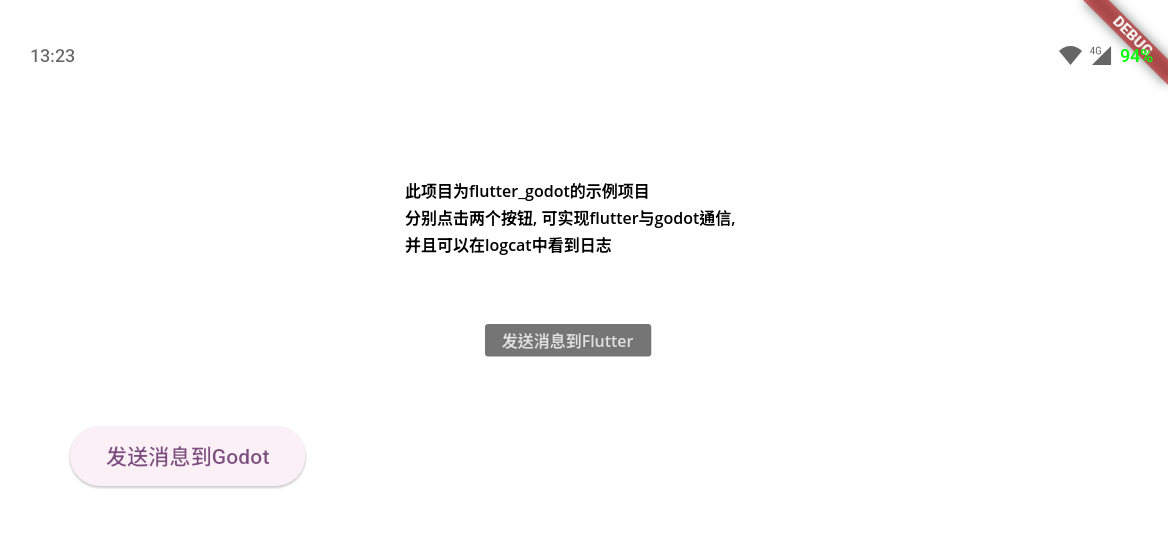 13:23
4G
94%
DEBUG
此项目为flutter_godot的示例项目
分别点击两个按钮, 可实现flutter与godot通信,
并且可以在logcat中看到日志
发送消息到Flutter
发送消息到Godot